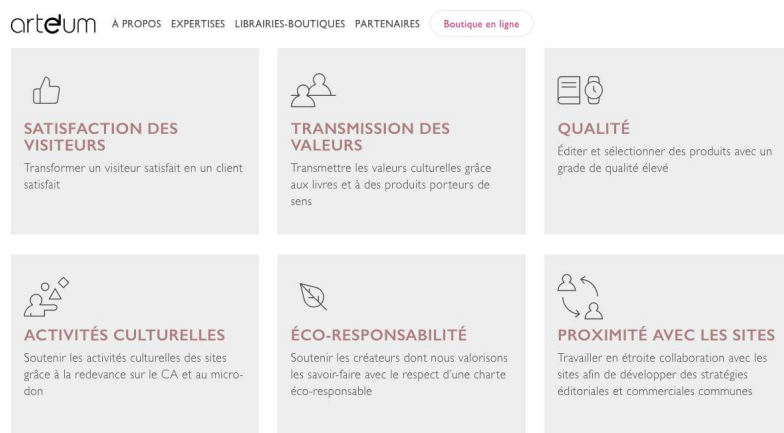 arteum À PROPOS EXPERTISES LIBRAIRIES-BOUTIQUES PARTENAIRES Boutique en ligne
SATISFACTION DES
VISITEURS
Transformer un visiteur satisfait en un client
satisfait
TRANSMISSION DES
VALEURS
Transmettre les valeurs culturelles grâce
aux livres et à des produits porteurs de
sens
QUALITÉ
Éditer et sélectionner des produits avec un
grade de qualité élevé
ACTIVITÉS CULTURELLES
Soutenir les activités culturelles des sites
grâce à la redevance sur le CA et au micro-
don
ÉCO-RESPONSABILITÉ
Soutenir les créateurs dont nous valorisons
les savoir-faire avec le respect d’une charte
éco-responsable
PROXIMITÉ AVEC LES SITES
Travailler en étroite collaboration avec les
sites afin de développer des stratégies
éditoriales et commerciales communes